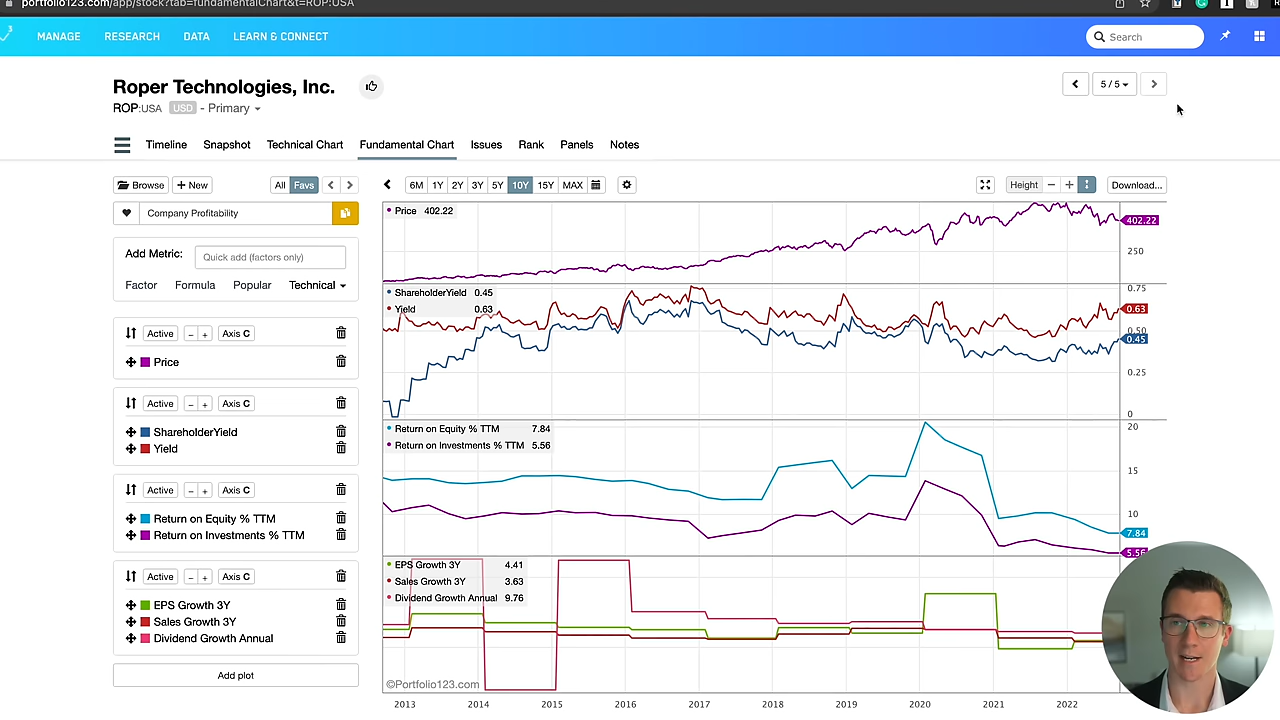 portfolio123.com/app/stock?tab=fundamentalChart&t=ROP:USA
MANAGE RESEARCH DATA LEARN & CONNECT Search
Roper Technologies, Inc.
ROP:USA USD - Primary
5 / 5
Timeline Snapshot Technical Chart Fundamental Chart Issues Rank Panels Notes
Browse + New All Favs 6M 1Y 2Y 3Y 5Y 10Y 15Y MAX Height − + Download...
Company Profitability
Add Metric: Quick add (factors only)
Factor Formula Popular Technical
Active − + Axis C
Price
Active − + Axis C
ShareholderYield
Yield
Active − + Axis C
Return on Equity % TTM
Return on Investments % TTM
Active − + Axis C
EPS Growth 3Y
Sales Growth 3Y
Dividend Growth Annual
Add plot
Price 402.22
402.22
250
ShareholderYield 0.45
Yield 0.63
0.75
0.63
0.50
0.45
0.25
0
Return on Equity % TTM 7.84
Return on Investments % TTM 5.56
20
15
10
7.84
5.56
EPS Growth 3Y 4.41
Sales Growth 3Y 3.63
Dividend Growth Annual 9.76
©Portfolio123.com
2013 2014 2015 2016 2017 2018 2019 2020 2021 2022